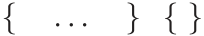 { ... } { }